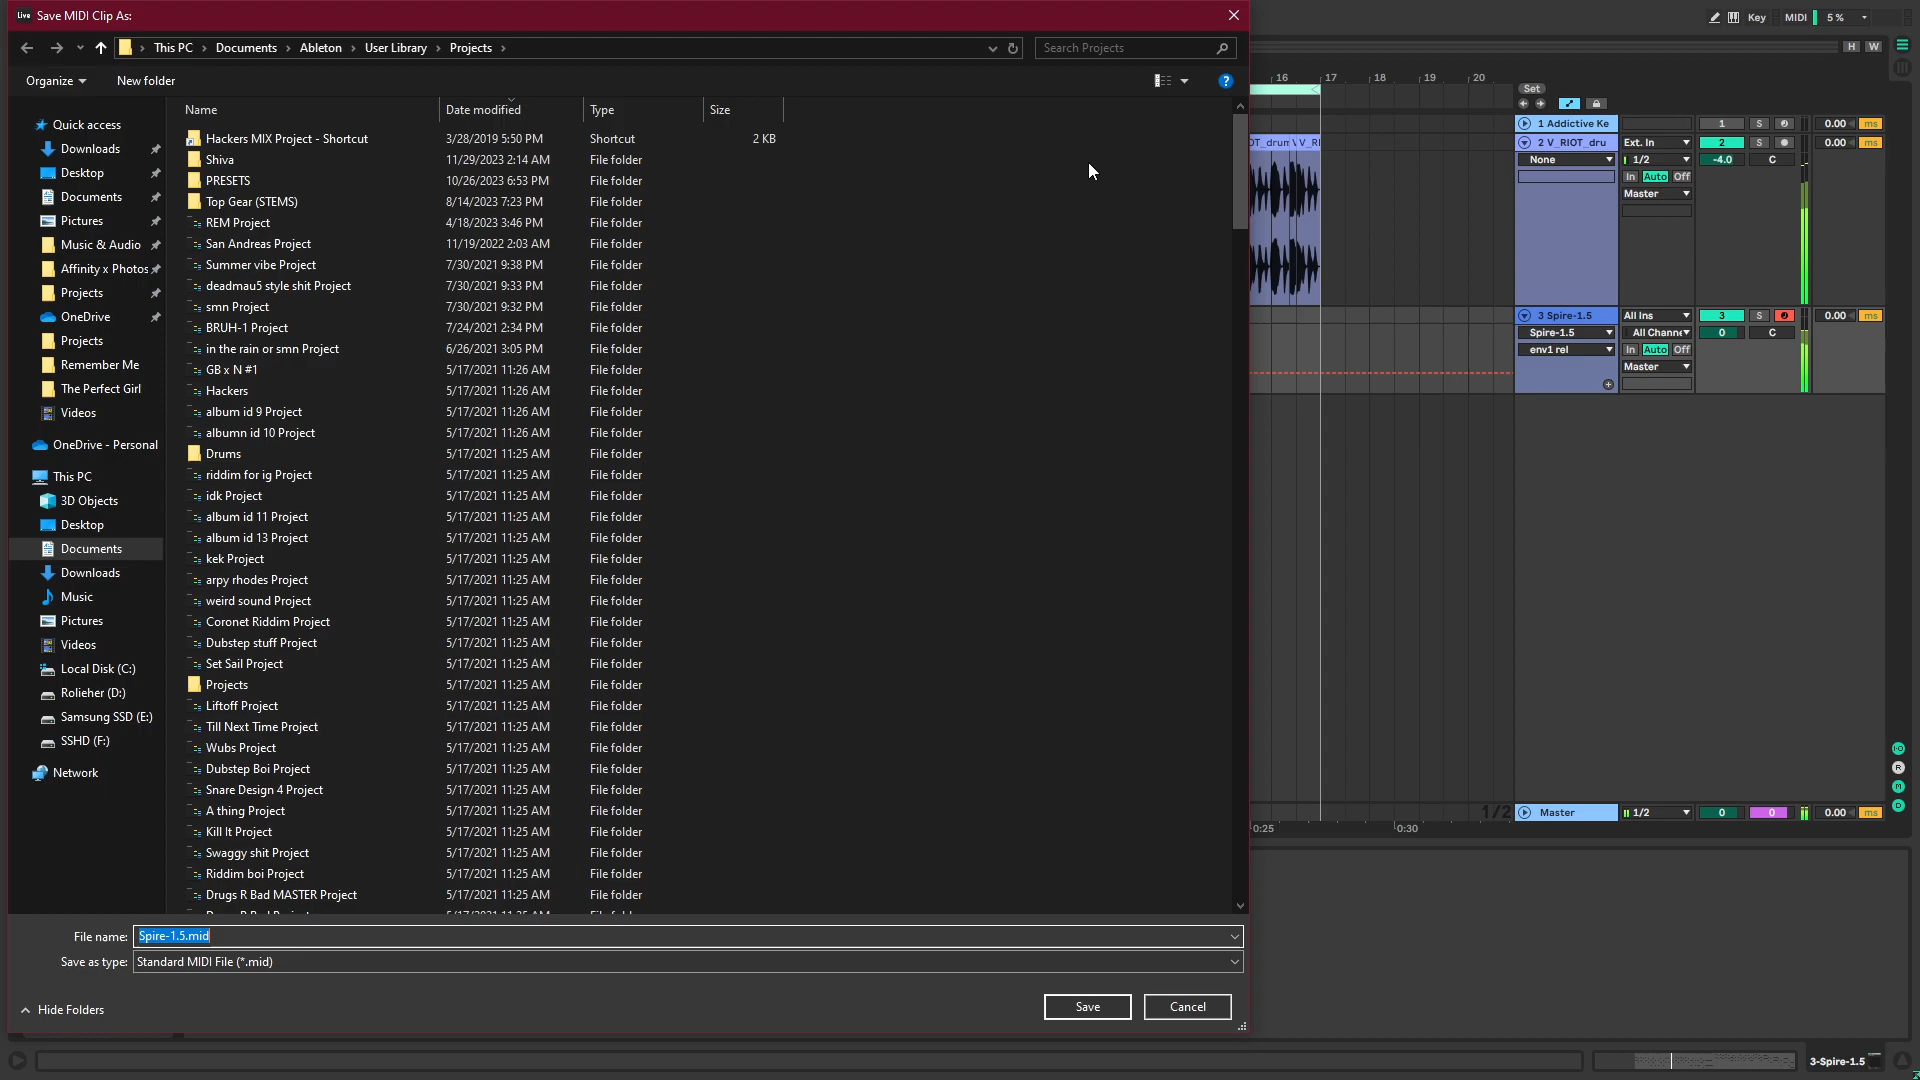 Live Save MIDI Clip As:
This PC > Documents > Ableton > User Library > Projects >
Search Projects
Organize
New folder
Name
Date modified
Type
Size
Quick access
Downloads
Desktop
Documents
Pictures
Music & Audio
Affinity x Photos
Projects
OneDrive
Projects
Remember Me
The Perfect Girl
Videos
OneDrive - Personal
This PC
3D Objects
Desktop
Documents
Downloads
Music
Pictures
Videos
Local Disk (C:)
Rolieher (D:)
Samsung SSD (E:)
SSHD (F:)
Network
Hackers MIX Project - Shortcut 3/28/2019 5:50 PM Shortcut 2 KB
Shiva 11/29/2023 2:14 AM File folder
PRESETS 10/26/2023 6:53 PM File folder
Top Gear (STEMS) 8/14/2023 7:23 PM File folder
REM Project 4/18/2023 3:46 PM File folder
San Andreas Project 11/19/2022 2:03 AM File folder
Summer vibe Project 7/30/2021 9:38 PM File folder
deadmau5 style shit Project 7/30/2021 9:33 PM File folder
smn Project 7/30/2021 9:32 PM File folder
BRUH-1 Project 7/24/2021 2:34 PM File folder
in the rain or smn Project 6/26/2021 3:05 PM File folder
GB x N #1 5/17/2021 11:26 AM File folder
Hackers 5/17/2021 11:26 AM File folder
album id 9 Project 5/17/2021 11:26 AM File folder
albumn id 10 Project 5/17/2021 11:26 AM File folder
Drums 5/17/2021 11:25 AM File folder
riddim for ig Project 5/17/2021 11:25 AM File folder
idk Project 5/17/2021 11:25 AM File folder
album id 11 Project 5/17/2021 11:25 AM File folder
album id 13 Project 5/17/2021 11:25 AM File folder
kek Project 5/17/2021 11:25 AM File folder
arpy rhodes Project 5/17/2021 11:25 AM File folder
weird sound Project 5/17/2021 11:25 AM File folder
Coronet Riddim Project 5/17/2021 11:25 AM File folder
Dubstep stuff Project 5/17/2021 11:25 AM File folder
Set Sail Project 5/17/2021 11:25 AM File folder
Projects 5/17/2021 11:25 AM File folder
Liftoff Project 5/17/2021 11:25 AM File folder
Till Next Time Project 5/17/2021 11:25 AM File folder
Wubs Project 5/17/2021 11:25 AM File folder
Dubstep Boi Project 5/17/2021 11:25 AM File folder
Snare Design 4 Project 5/17/2021 11:25 AM File folder
A thing Project 5/17/2021 11:25 AM File folder
Kill It Project 5/17/2021 11:25 AM File folder
Swaggy shit Project 5/17/2021 11:25 AM File folder
Riddim boi Project 5/17/2021 11:25 AM File folder
Drugs R Bad MASTER Project 5/17/2021 11:25 AM File folder
File name: Spire-1.5.mid
Save as type: Standard MIDI File (*.mid)
Hide Folders
Save
Cancel
Key MIDI 5 %
H W
16 17 18 19 20
Set
1 Addictive Ke 1 S 0.00 ms
2 V_RIOT_dru Ext. In 2 S 0.00 ms
None 1/2 -4.0 C
In Auto Off
Master
3 Spire-1.5 All Ins 3 S 0.00 ms
Spire-1.5 All Channe 0 C
env1 rel In Auto Off
Master
1/2 Master 1/2 0 0 0.00 ms
0:25 0:30
R
M
D
3-Spire-1.5